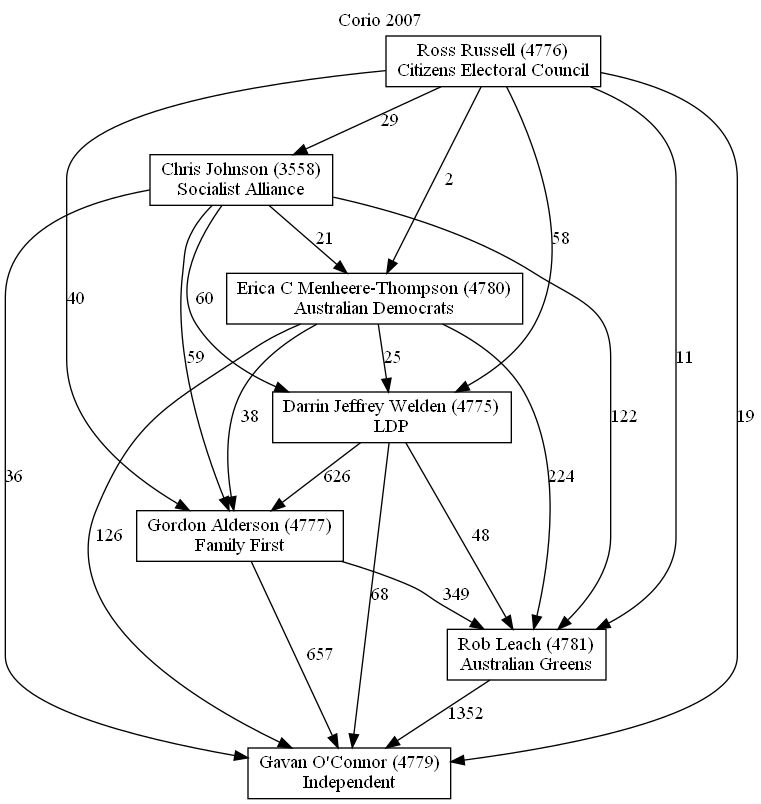 Corio 2007
Ross Russell (4776)
Citizens Electoral Council
29
Chris Johnson (3558)
Socialist Alliance
2
21
58
Erica C Menheere-Thompson (4780)
Australian Democrats
40
60
59
25
11
Darrin Jeffrey Welden (4775)
LDP
38
122
19
36
626
224
Gordon Alderson (4777)
Family First
126
48
68
349
Rob Leach (4781)
Australian Greens
657
1352
Gavan O'Connor (4779)
Independent